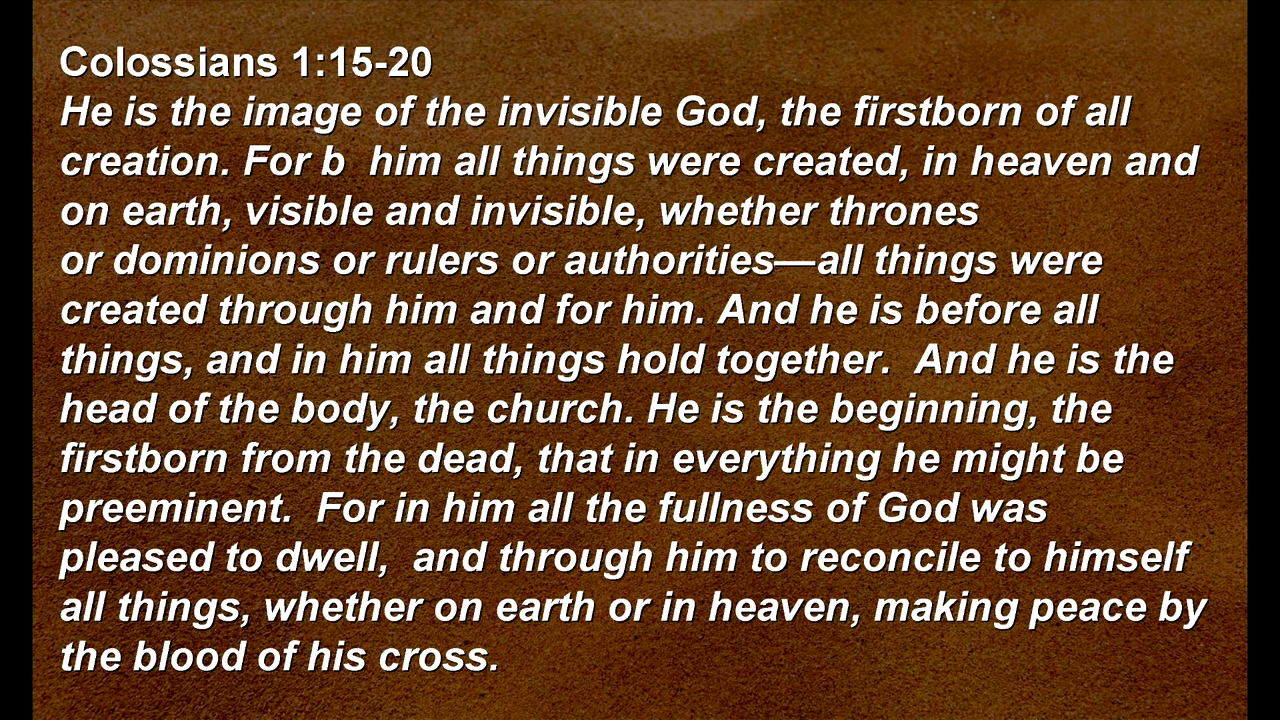 Colossians 1:15-20
He is the image of the invisible God, the firstborn of all
creation. For b  him all things were created, in heaven and
on earth, visible and invisible, whether thrones
or dominions or rulers or authorities—all things were
created through him and for him. And he is before all
things, and in him all things hold together.  And he is the
head of the body, the church. He is the beginning, the
firstborn from the dead, that in everything he might be
preeminent.  For in him all the fullness of God was
pleased to dwell,  and through him to reconcile to himself
all things, whether on earth or in heaven, making peace by
the blood of his cross.